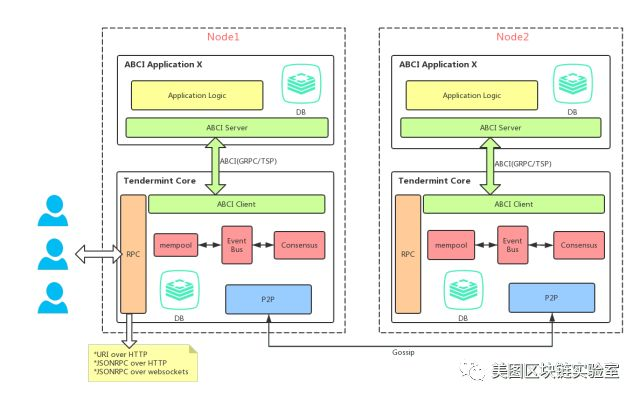 Node1
ABCI Application X
Application Logic
DB
ABCI Server
ABCI(GRPC/TSP)
Tendermint Core
ABCI Client
RPC
mempool
Event
Bus
Consensus
DB
P2P
*URI over HTTP
*JSONRPC over HTTP
*JSONRPC over websockets
Node2
ABCI Application X
Application Logic
DB
ABCI Server
ABCI(GRPC/TSP)
Tendermint Core
ABCI Client
RPC
mempool
Event
Bus
Consensus
DB
P2P
Gossip
美图区块链实验室